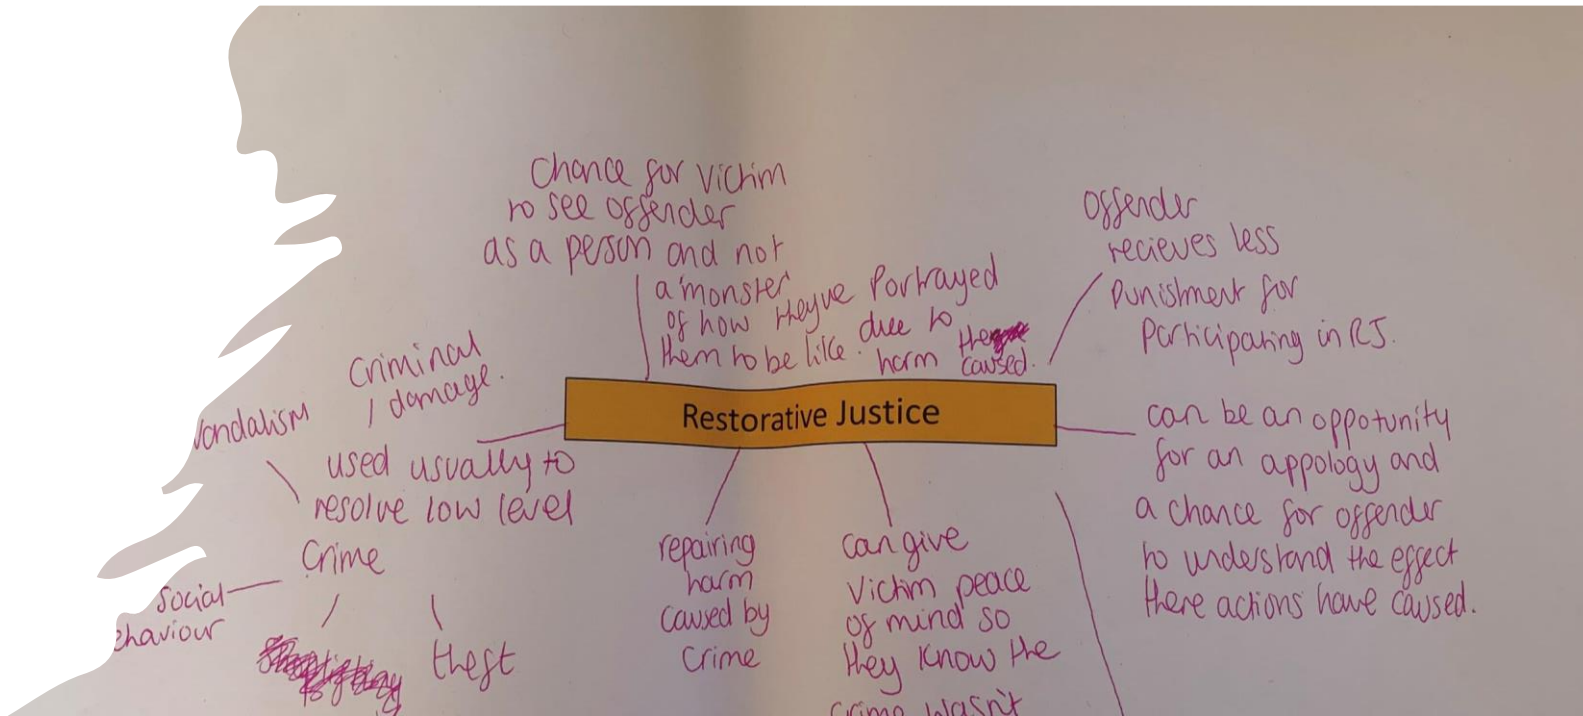 Chance for victim
to see offender
as a person and not
a monster
of how theyve Portrayed
them to be like. due to
harm caused.
offender
recieves less
punishment for
Participating in RJ.
Criminal
damage.
Vandalism
Restorative Justice
used usually to
resolve low level
Crime
social
ehaviour
theft
repairing
harm
caused by
crime
can give
victim peace
of mind so
they know the
crime wasn't
can be an oppotunity
for an appology and
a chance for offender
to understand the effect
there actions have caused.